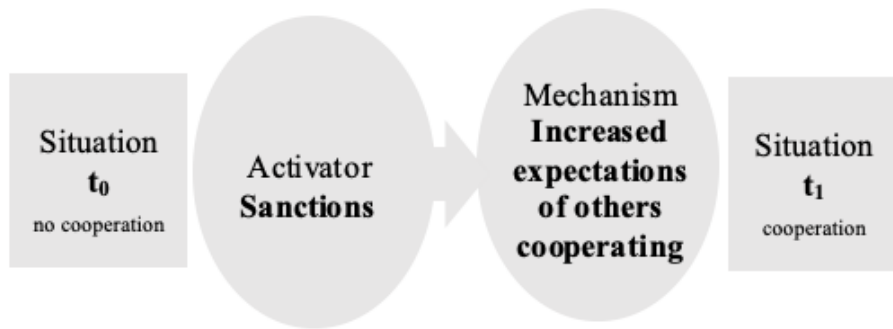 Situation
t₀
no cooperation
Activator
Sanctions
Mechanism
Increased
expectations
of others
cooperating
Situation
t₁
cooperation